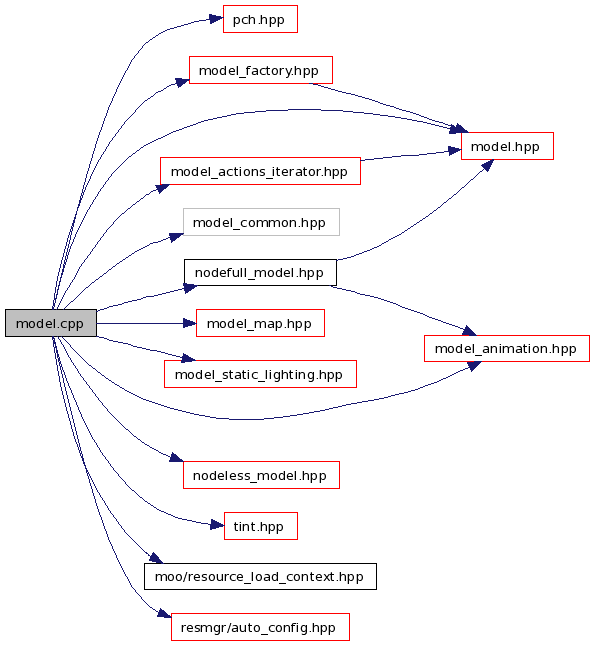 pch.hpp
model_factory.hpp
model.hpp
model_actions_iterator.hpp
model_common.hpp
nodefull_model.hpp
model.cpp
model_map.hpp
model_animation.hpp
model_static_lighting.hpp
nodeless_model.hpp
tint.hpp
moo/resource_load_context.hpp
resmgr/auto_config.hpp